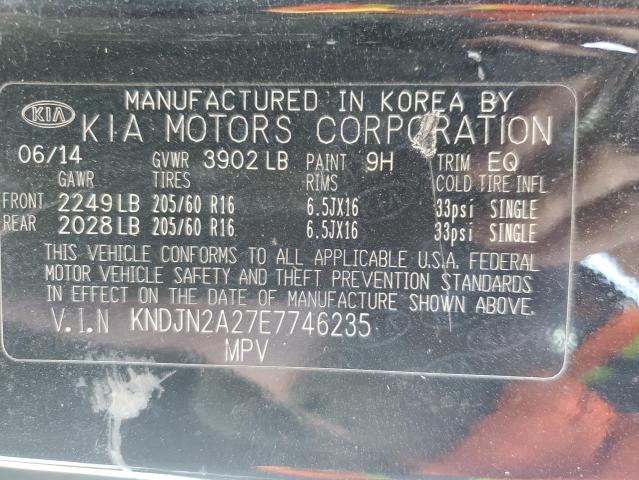 MANUFACTURED IN KOREA BY
KIA KIA MOTORS CORPORATION
06/14 GVWR 3902 LB PAINT 9H TRIM EQ
GAWR TIRES RIMS COLD TIRE INFL
FRONT 2249 LB 205/60 R16 6.5JX16 33psi SINGLE
REAR 2028 LB 205/60 R16 6.5JX16 33psi SINGLE
THIS VEHICLE CONFORMS TO ALL APPLICABLE U.S.A. FEDERAL
MOTOR VEHICLE SAFETY AND THEFT PREVENTION STANDARDS
IN EFFECT ON THE DATE OF MANUFACTURE SHOWN ABOVE.
V.I.N KNDJN2A27E7746235
MPV